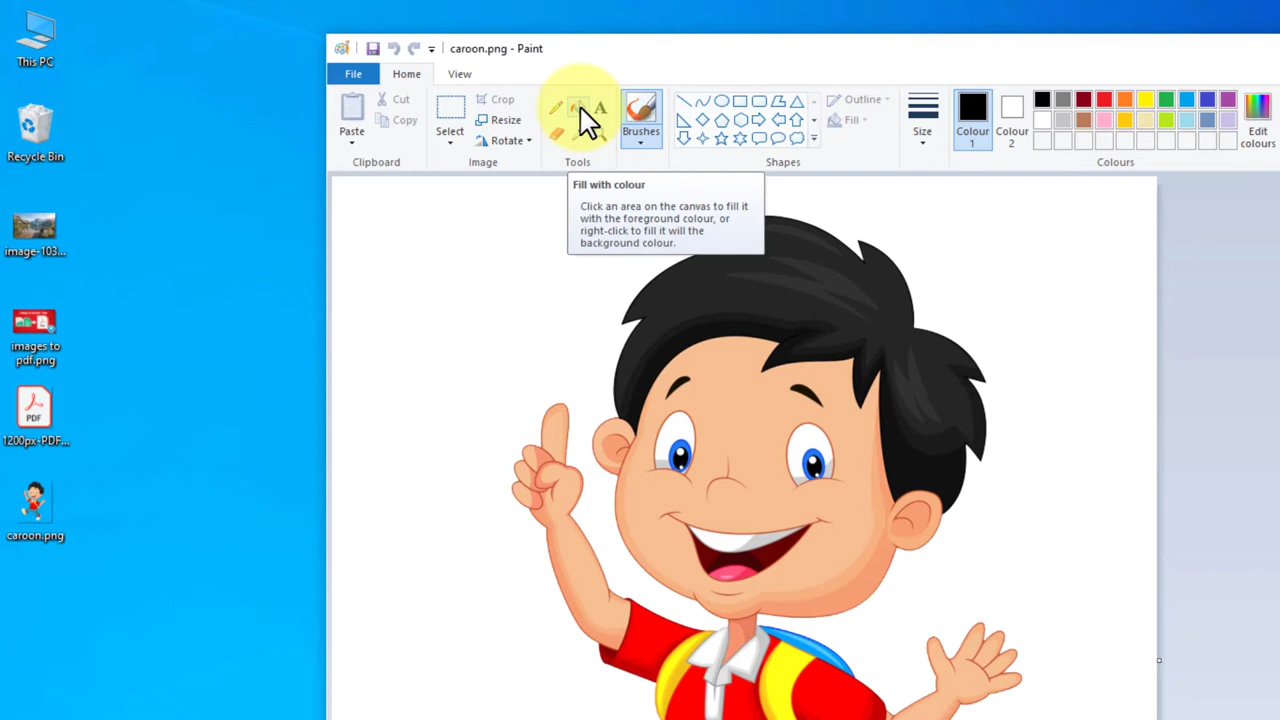 This PC
Recycle Bin
image-103...
images to
pdf.png
PDF
1200px-PDF...
caroon.png
caroon.png - Paint
File
Home
View
Paste
Cut
Copy
Clipboard
Select
Crop
Resize
Rotate
Image
A
Tools
Brushes
Outline
Fill
Shapes
Size
Colour
1
Colour
2
Edit
colours
Colours
Fill with colour
Click an area on the canvas to fill it
with the foreground colour, or
right-click to fill it will the
background colour.